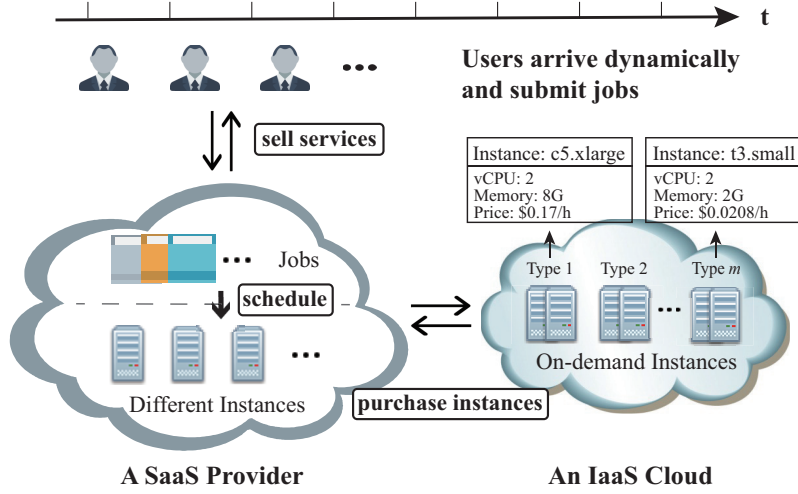 t
Users arrive dynamically
and submit jobs
sell services
Instance: c5.xlarge
vCPU: 2
Memory: 8G
Price: $0.17/h
Instance: t3.small
vCPU: 2
Memory: 2G
Price: $0.0208/h
Jobs
schedule
Different Instances
Type 1
Type 2
Type m
On-demand Instances
purchase instances
A SaaS Provider
An IaaS Cloud